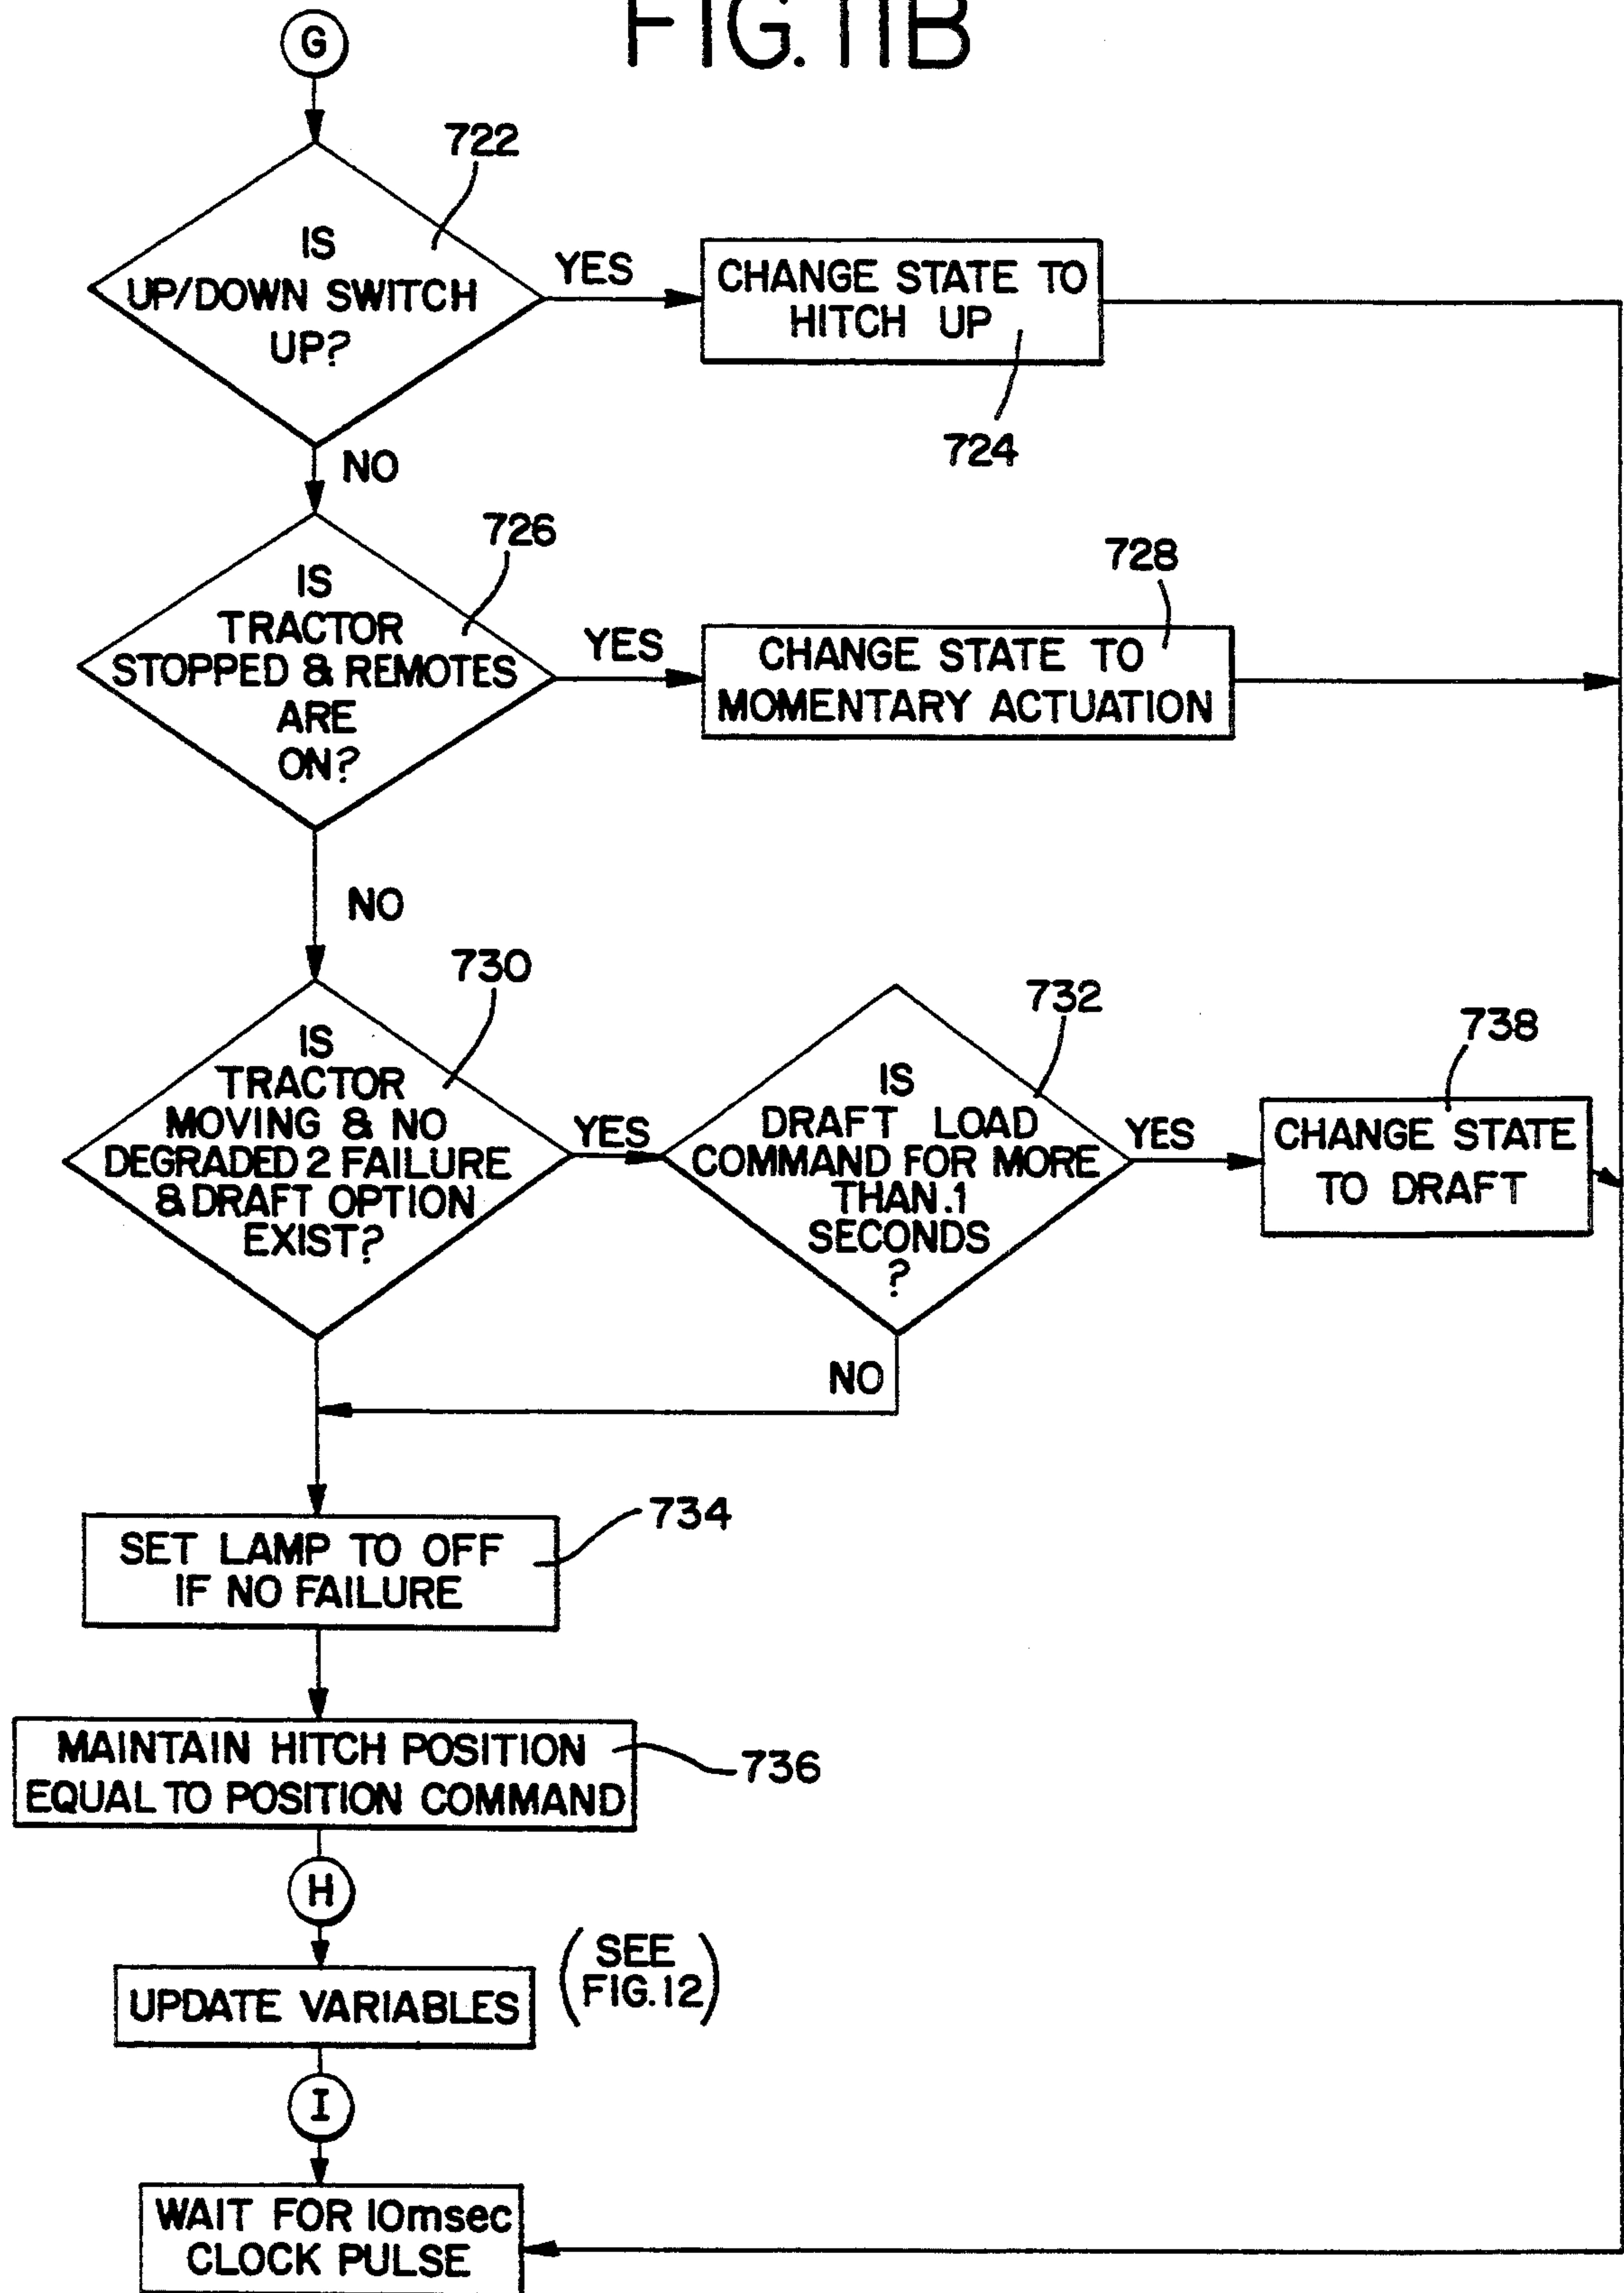 FIG. 11B
G
722
IS
UP/DOWN SWITCH
UP?
YES
CHANGE STATE TO
HITCH UP
724
NO
726
IS
TRACTOR
STOPPED & REMOTES
ARE
ON?
YES
728
CHANGE STATE TO
MOMENTARY ACTUATION
NO
730
IS
TRACTOR
MOVING & NO
DEGRADED 2 FAILURE
& DRAFT OPTION
EXIST?
YES
732
IS
DRAFT LOAD
COMMAND FOR MORE
THAN .1
SECONDS
?
YES
738
CHANGE STATE
TO DRAFT
NO
734
SET LAMP TO OFF
IF NO FAILURE
736
MAINTAIN HITCH POSITION
EQUAL TO POSITION COMMAND
H
UPDATE VARIABLES
(SEE
FIG.12)
I
WAIT FOR 10msec
CLOCK PULSE